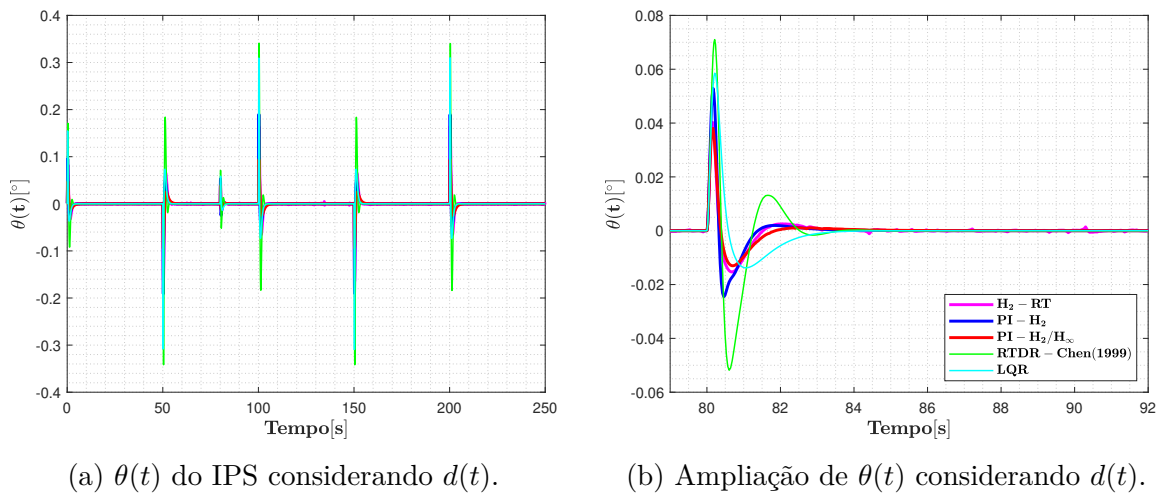 0.4
0.3
0.2
0.1
0
-0.1
-0.2
-0.3
-0.4
θ(t)[°]
0 50 100 150 200 250
Tempo[s]
(a) θ(t) do IPS considerando d(t).
0.08
0.06
0.04
0.02
0
-0.02
-0.04
-0.06
θ(t)[°]
80 82 84 86 88 90 92
Tempo[s]
H₂ − RT
PI − H₂
PI − H₂/H∞
RTDR − Chen(1999)
LQR
(b) Ampliação de θ(t) considerando d(t).